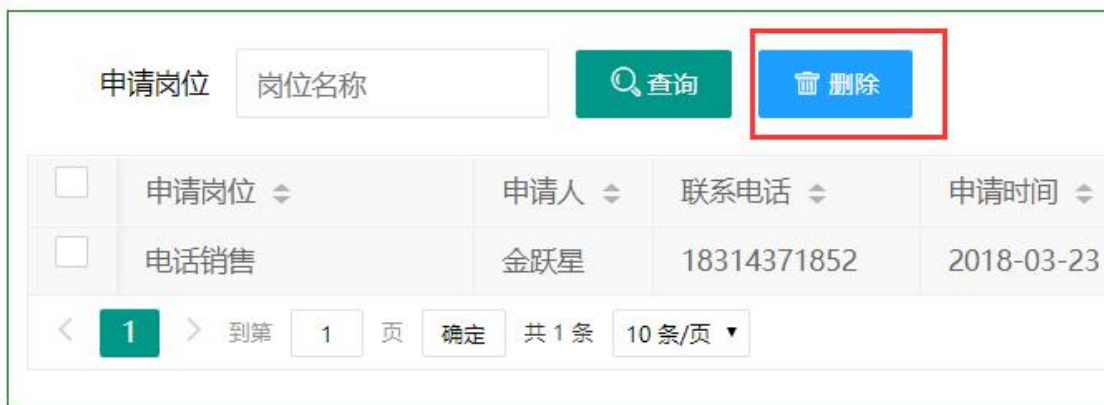 申请岗位 岗位名称 查询 删除
申请岗位 申请人 联系电话 申请时间
电话销售 金跃星 18314371852 2018-03-23
1 到第 1 页 确定 共 1 条 10 条/页